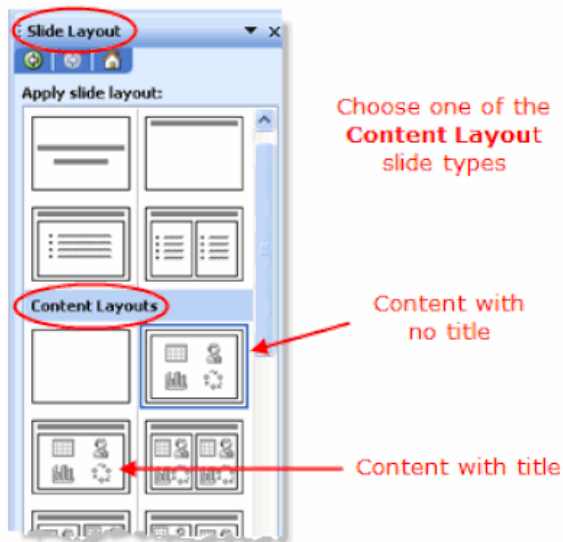 Slide Layout
Apply slide layout:
Choose one of the
Content Layout
slide types
Content Layouts
Content with
no title
Content with title